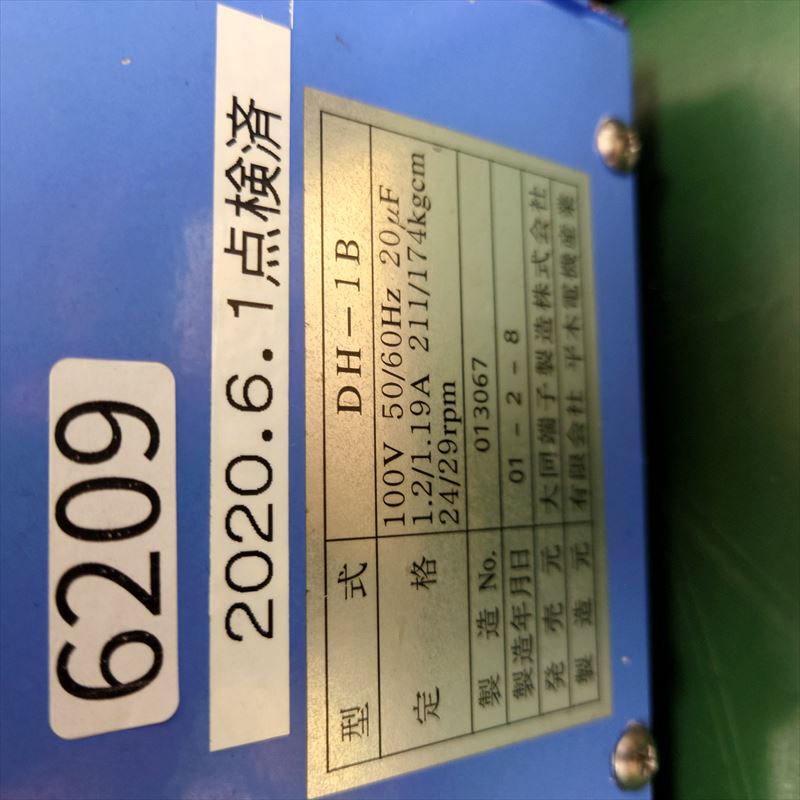 6209
2020.6.1点検済
型式 DH-1B
定格 100V 50/60Hz 20μF
1.2/1.19A 211/174kgcm
24/29rpm
製造No. 013067
製造年月日 01-2-8
発売元 大同端子製造株式会社
製造元 有限会社 平木電機産業